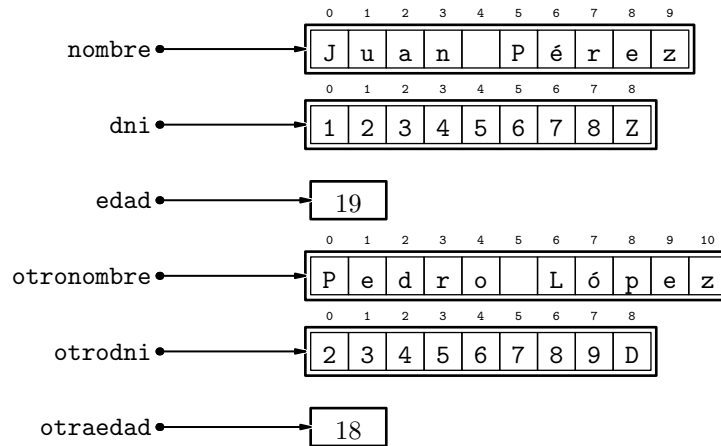 0 1 2 3 4 5 6 7 8 9
nombre J u a n P é r e z
0 1 2 3 4 5 6 7 8
dni 1 2 3 4 5 6 7 8 Z
edad 19
0 1 2 3 4 5 6 7 8 9 10
otronombre P e d r o L ó p e z
0 1 2 3 4 5 6 7 8
otrodni 2 3 4 5 6 7 8 9 D
otraedad 18